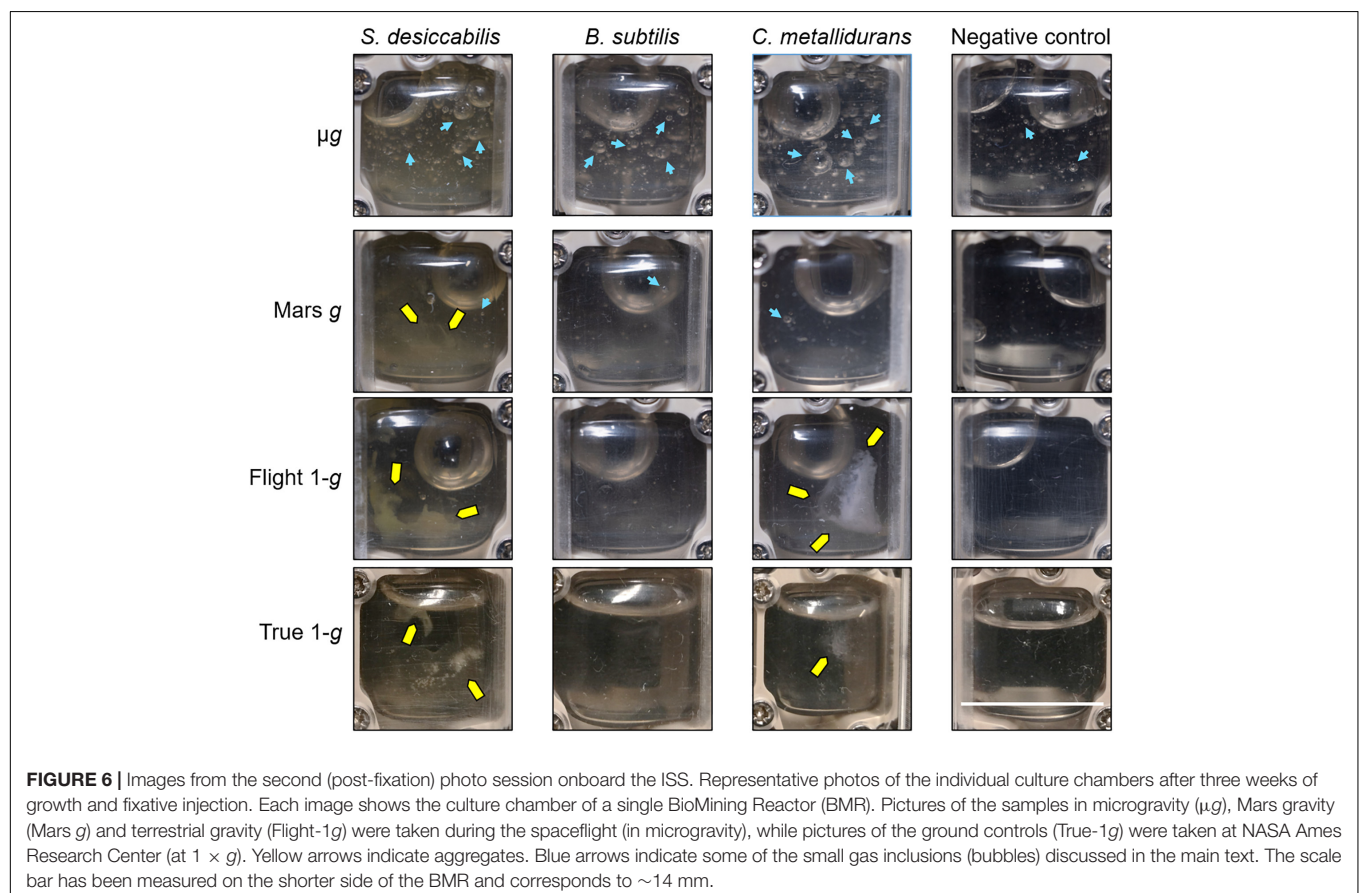 S. desiccabilis B. subtilis C. metallidurans Negative control
μg
Mars g
Flight 1-g
True 1-g
FIGURE 6 | Images from the second (post-fixation) photo session onboard the ISS. Representative photos of the individual culture chambers after three weeks of
growth and fixative injection. Each image shows the culture chamber of a single BioMining Reactor (BMR). Pictures of the samples in microgravity (μg), Mars gravity
(Mars g) and terrestrial gravity (Flight-1g) were taken during the spaceflight (in microgravity), while pictures of the ground controls (True-1g) were taken at NASA Ames
Research Center (at 1 × g). Yellow arrows indicate aggregates. Blue arrows indicate some of the small gas inclusions (bubbles) discussed in the main text. The scale
bar has been measured on the shorter side of the BMR and corresponds to ∼14 mm.